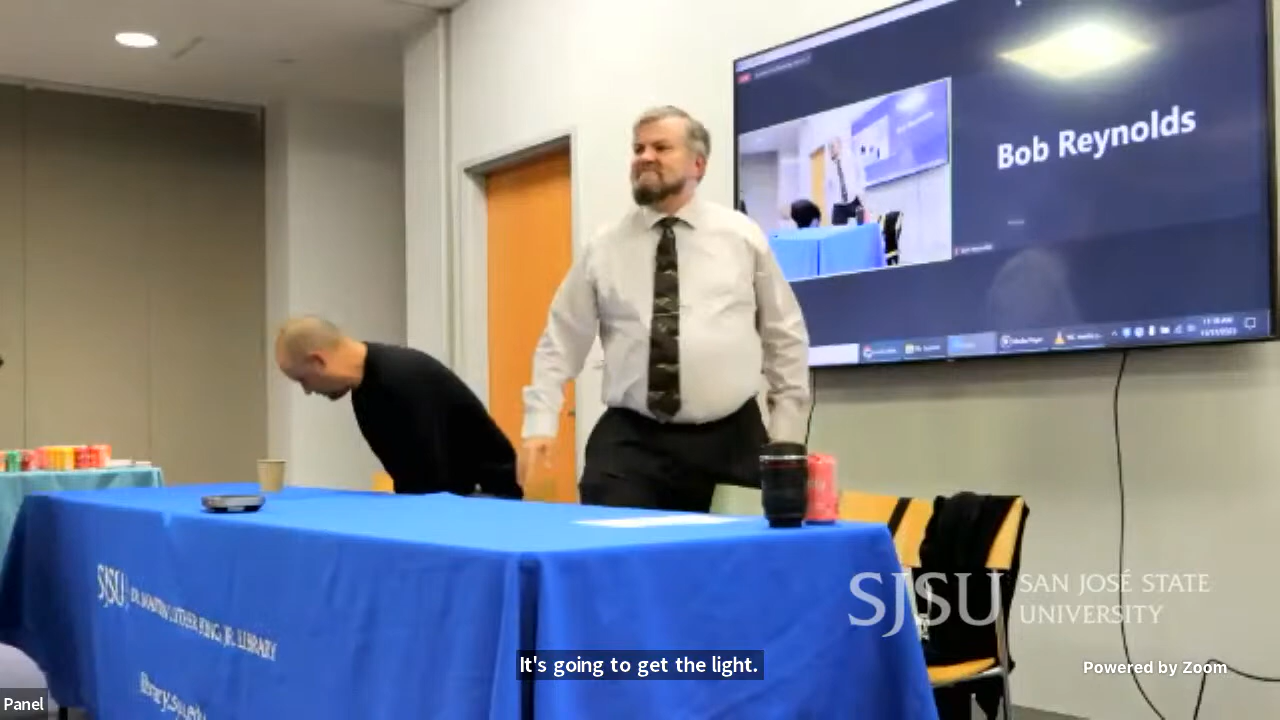 Bob Reynolds
SJSU DR. MARTIN LUTHER KING, JR. LIBRARY
SJSU SAN JOSÉ STATE
UNIVERSITY
It's going to get the light.
Powered by Zoom
Panel